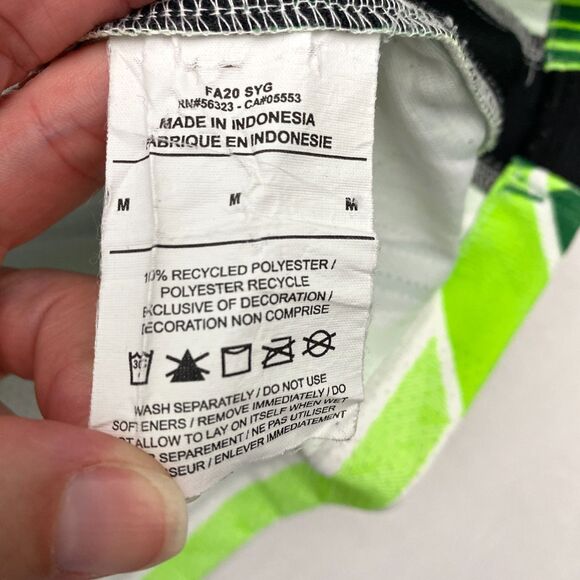 FA20 SYG
RN#56323 - CA#05553
MADE IN INDONESIA
FABRIQUE EN INDONESIE
M M M
100% RECYCLED POLYESTER /
POLYESTER RECYCLE
EXCLUSIVE OF DECORATION /
DECORATION NON COMPRISE
30
WASH SEPARATELY / DO NOT USE
SOFTENERS / REMOVE IMMEDIATELY / DO
NOT ALLOW TO LAY ON ITSELF WHEN WET
SEPAREMENT / NE PAS UTILISER
/ ENLEVER IMMEDIATEMENT